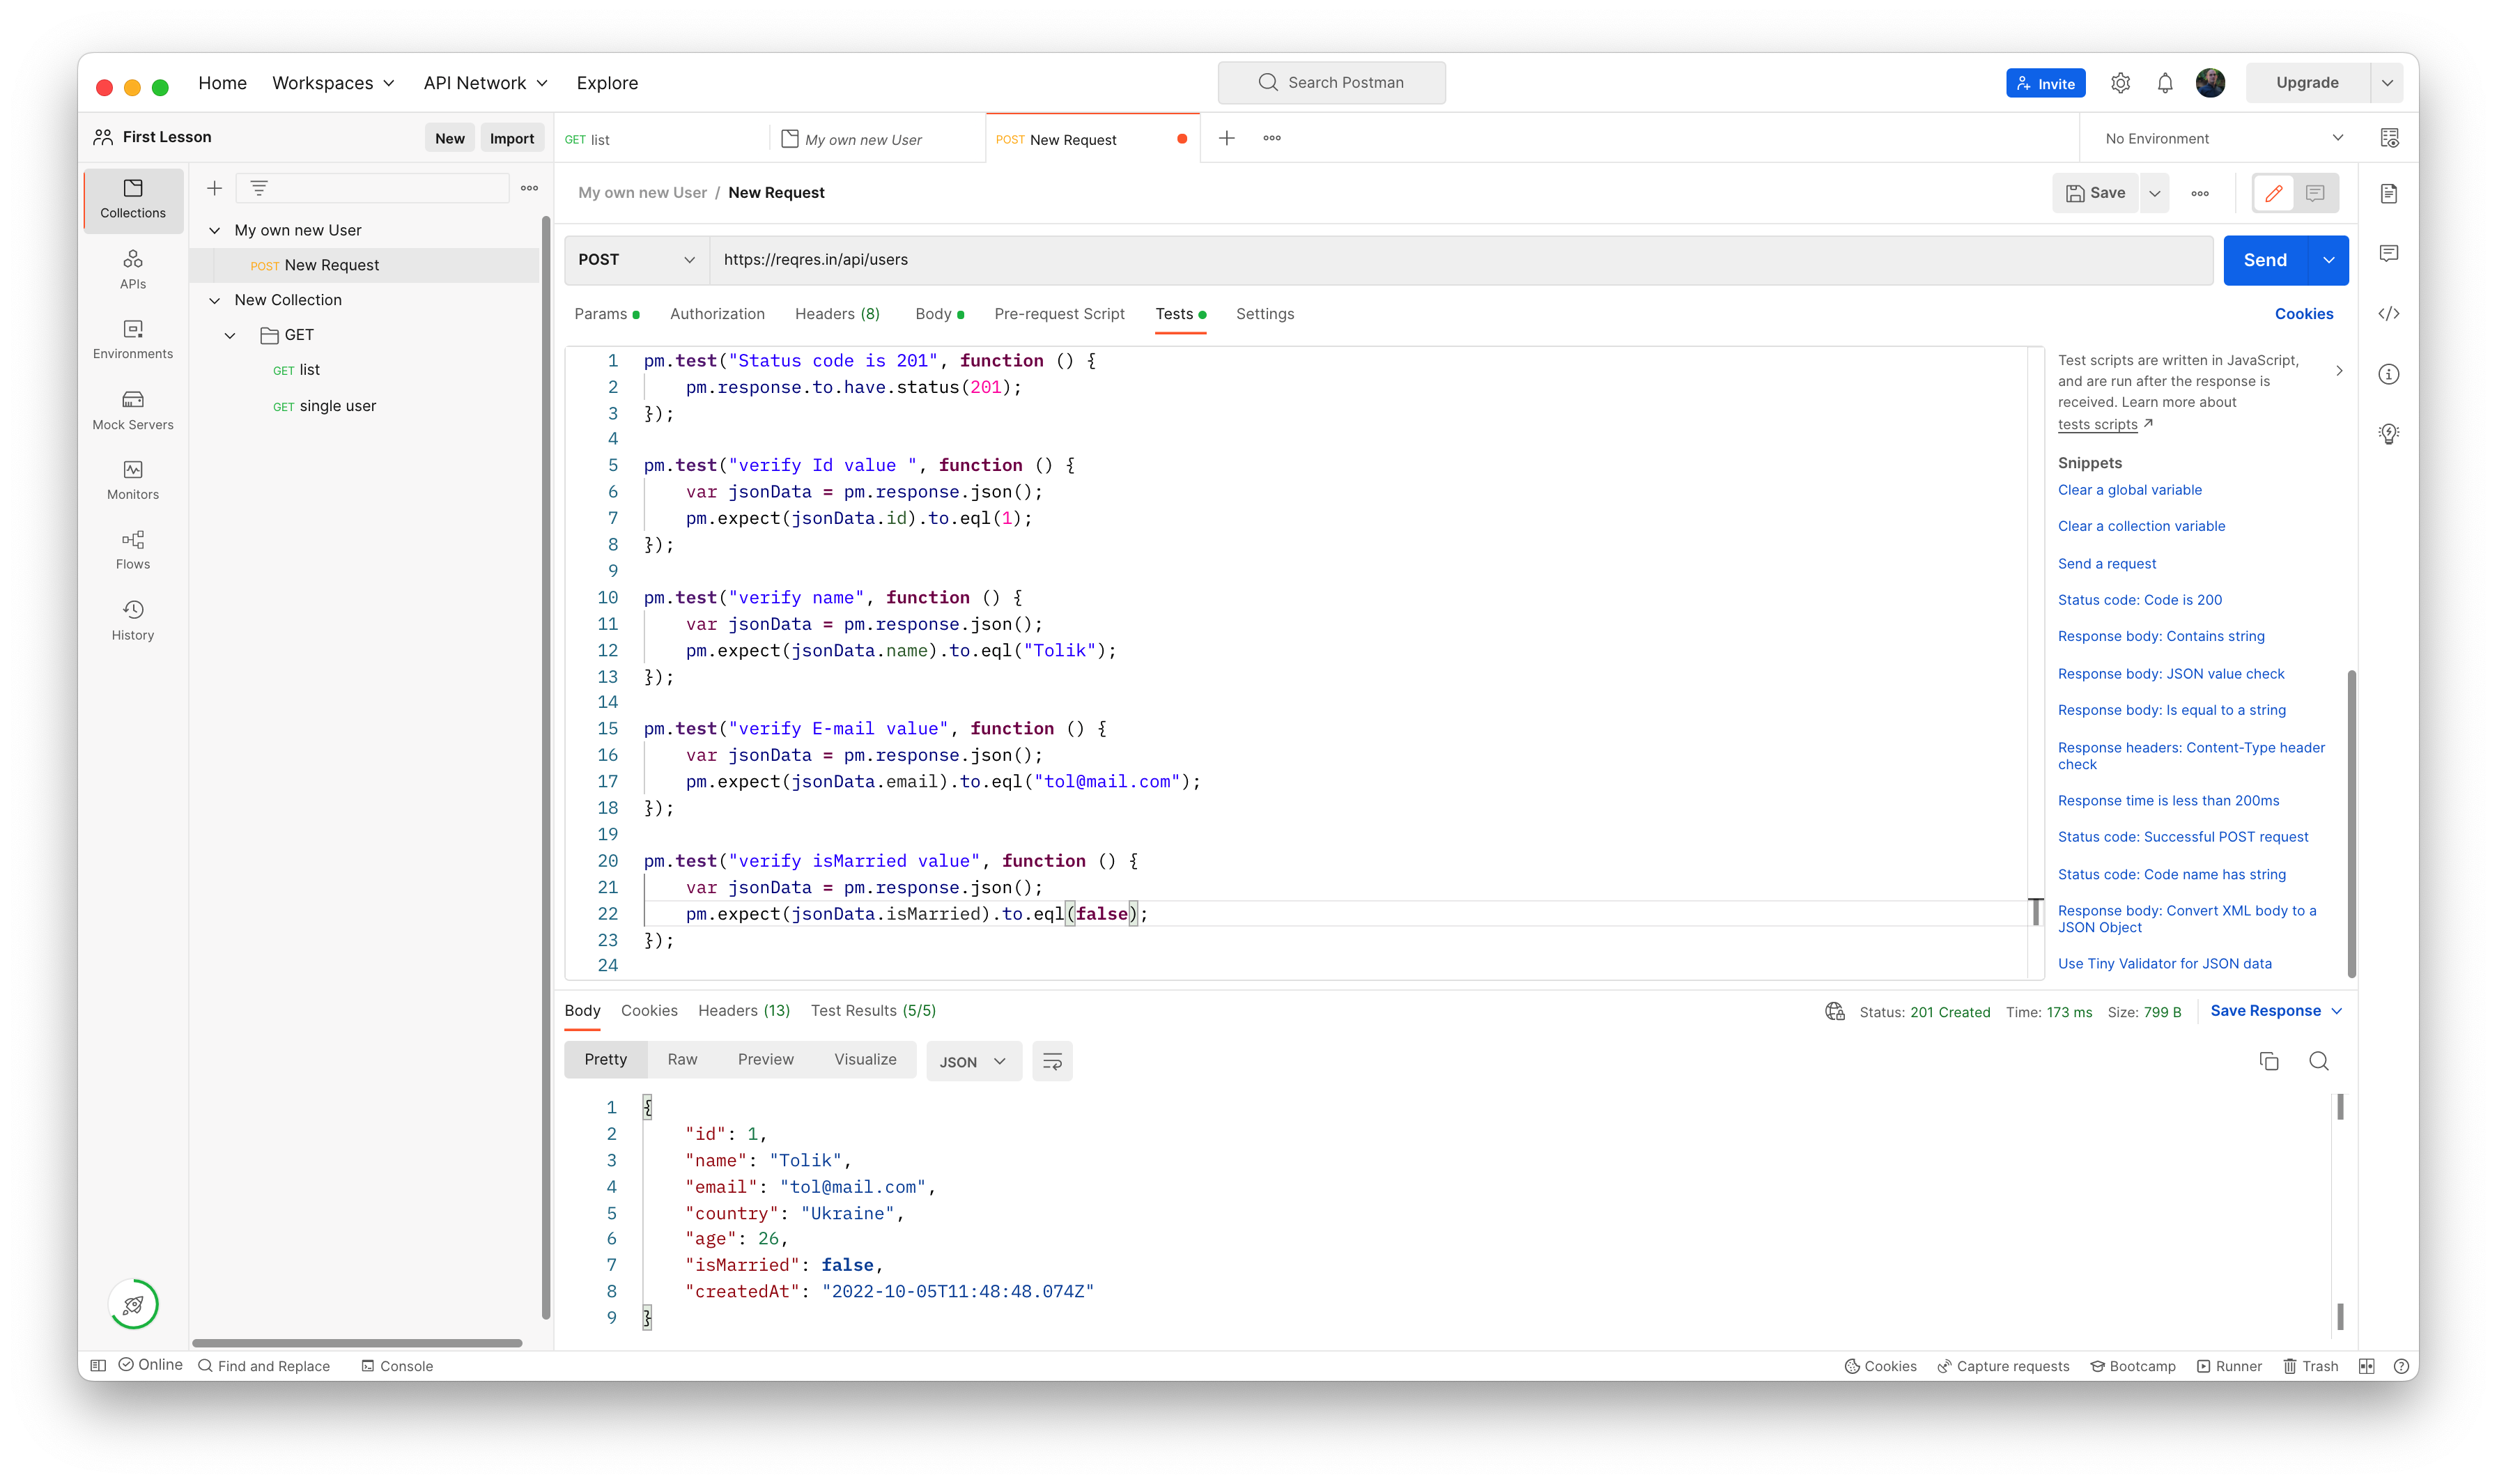 Home Workspaces API Network Explore Search Postman Invite Upgrade
First Lesson New Import GET list My own new User POST New Request No Environment
Collections
APIs
Environments
Mock Servers
Monitors
Flows
History
My own new User
POST New Request
New Collection
GET
GET list
GET single user
My own new User / New Request Save
POST https://reqres.in/api/users Send
Params Authorization Headers (8) Body Pre-request Script Tests Settings Cookies
1 pm.test("Status code is 201", function () {
2 pm.response.to.have.status(201);
3 });
4
5 pm.test("verify Id value ", function () {
6 var jsonData = pm.response.json();
7 pm.expect(jsonData.id).to.eql(1);
8 });
9
10 pm.test("verify name", function () {
11 var jsonData = pm.response.json();
12 pm.expect(jsonData.name).to.eql("Tolik");
13 });
14
15 pm.test("verify E-mail value", function () {
16 var jsonData = pm.response.json();
17 pm.expect(jsonData.email).to.eql("tol@mail.com");
18 });
19
20 pm.test("verify isMarried value", function () {
21 var jsonData = pm.response.json();
22 pm.expect(jsonData.isMarried).to.eql(false);
23 });
24
Test scripts are written in JavaScript,
and are run after the response is
received. Learn more about
tests scripts
Snippets
Clear a global variable
Clear a collection variable
Send a request
Status code: Code is 200
Response body: Contains string
Response body: JSON value check
Response body: Is equal to a string
Response headers: Content-Type header
check
Response time is less than 200ms
Status code: Successful POST request
Status code: Code name has string
Response body: Convert XML body to a
JSON Object
Use Tiny Validator for JSON data
Body Cookies Headers (13) Test Results (5/5) Status: 201 Created Time: 173 ms Size: 799 B Save Response
Pretty Raw Preview Visualize JSON
1 {
2 "id": 1,
3 "name": "Tolik",
4 "email": "tol@mail.com",
5 "country": "Ukraine",
6 "age": 26,
7 "isMarried": false,
8 "createdAt": "2022-10-05T11:48:48.074Z"
9 }
Online Find and Replace Console Cookies Capture requests Bootcamp Runner Trash